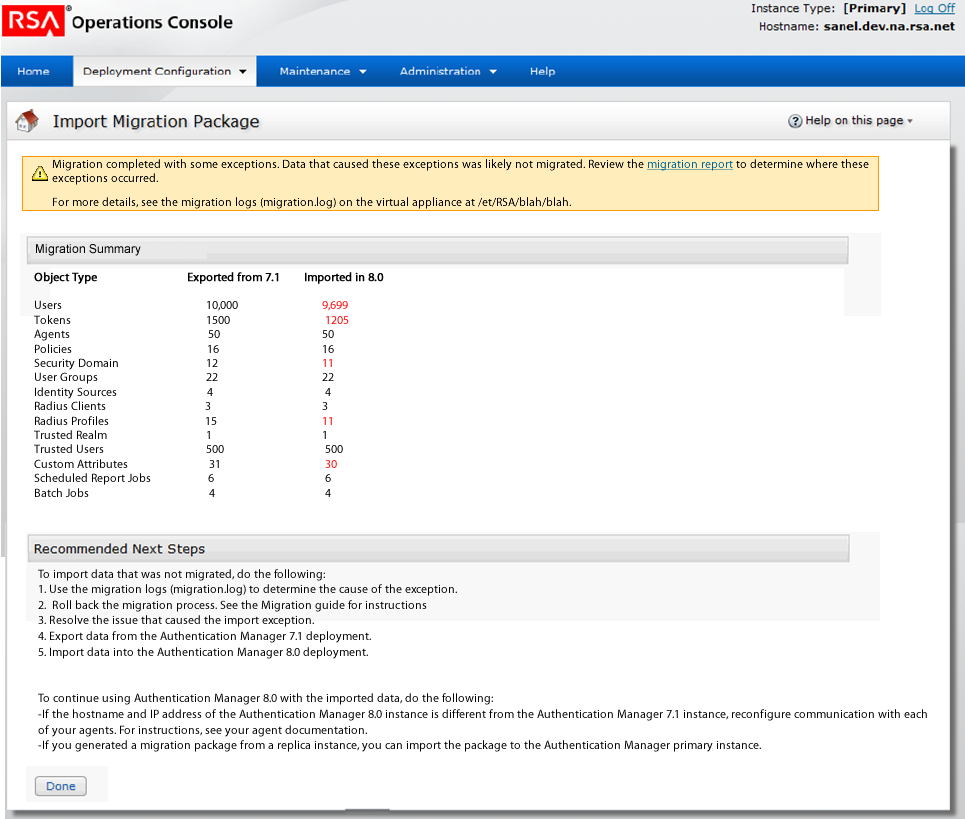 RSA® Operations Console
Instance Type: [Primary] Log Off
Hostname: sanel.dev.na.rsa.net
Home Deployment Configuration Maintenance Administration Help
Import Migration Package
Help on this page
Migration completed with some exceptions. Data that caused these exceptions was likely not migrated. Review the migration report to determine where these
exceptions occurred.
For more details, see the migration logs (migration.log) on the virtual appliance at /et/RSA/blah/blah.
Migration Summary
Object Type Exported from 7.1 Imported in 8.0
Users 10,000 9,699
Tokens 1500 1205
Agents 50 50
Policies 16 16
Security Domain 12 11
User Groups 22 22
Identity Sources 4 4
Radius Clients 3 3
Radius Profiles 15 11
Trusted Realm 1 1
Trusted Users 500 500
Custom Attributes 31 30
Scheduled Report Jobs 6 6
Batch Jobs 4 4
Recommended Next Steps
To import data that was not migrated, do the following:
1. Use the migration logs (migration.log) to determine the cause of the exception.
2. Roll back the migration process. See the Migration guide for instructions
3. Resolve the issue that caused the import exception.
4. Export data from the Authentication Manager 7.1 deployment.
5. Import data into the Authentication Manager 8.0 deployment.
To continue using Authentication Manager 8.0 with the imported data, do the following:
-If the hostname and IP address of the Authentication Manager 8.0 instance is different from the Authentication Manager 7.1 instance, reconfigure communication with each
of your agents. For instructions, see your agent documentation.
-If you generated a migration package from a replica instance, you can import the package to the Authentication Manager primary instance.
Done